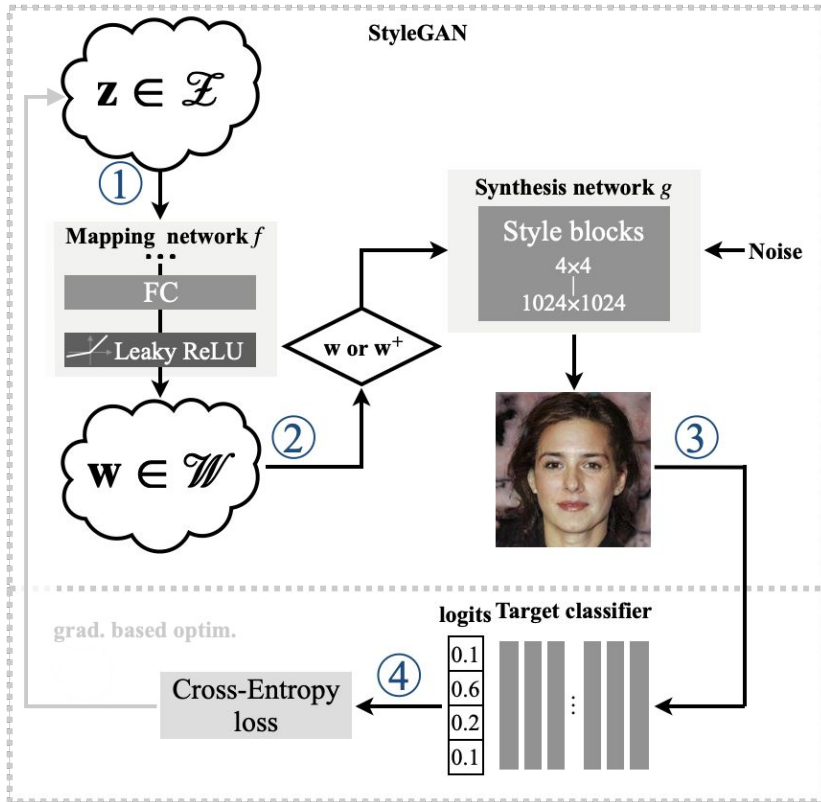 StyleGAN
z ∈ 𝒵
①
Mapping network f
...
FC
Leaky ReLU
w ∈ 𝒲
②
w or w⁺
Synthesis network g
Style blocks
4×4
1024×1024
Noise
③
grad. based optim.
logits
Target classifier
0.1
0.6
0.2
0.1
④
Cross-Entropy
loss